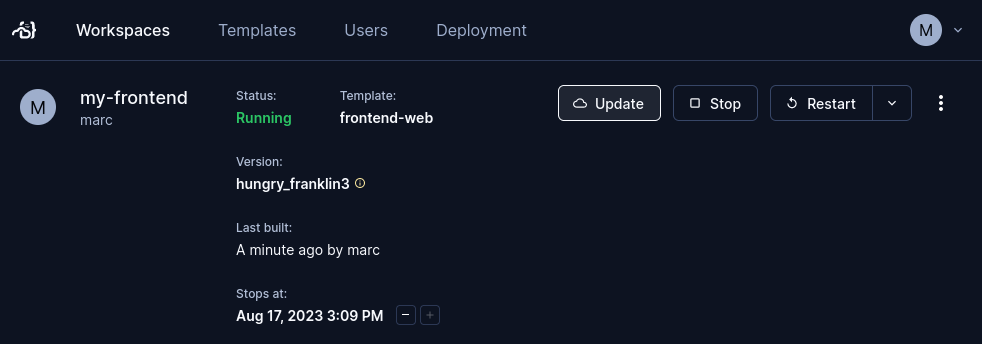 Workspaces Templates Users Deployment M
M my-frontend
marc
Status:
Running
Template:
frontend-web
Update Stop Restart
Version:
hungry_franklin3
Last built:
A minute ago by marc
Stops at:
Aug 17, 2023 3:09 PM